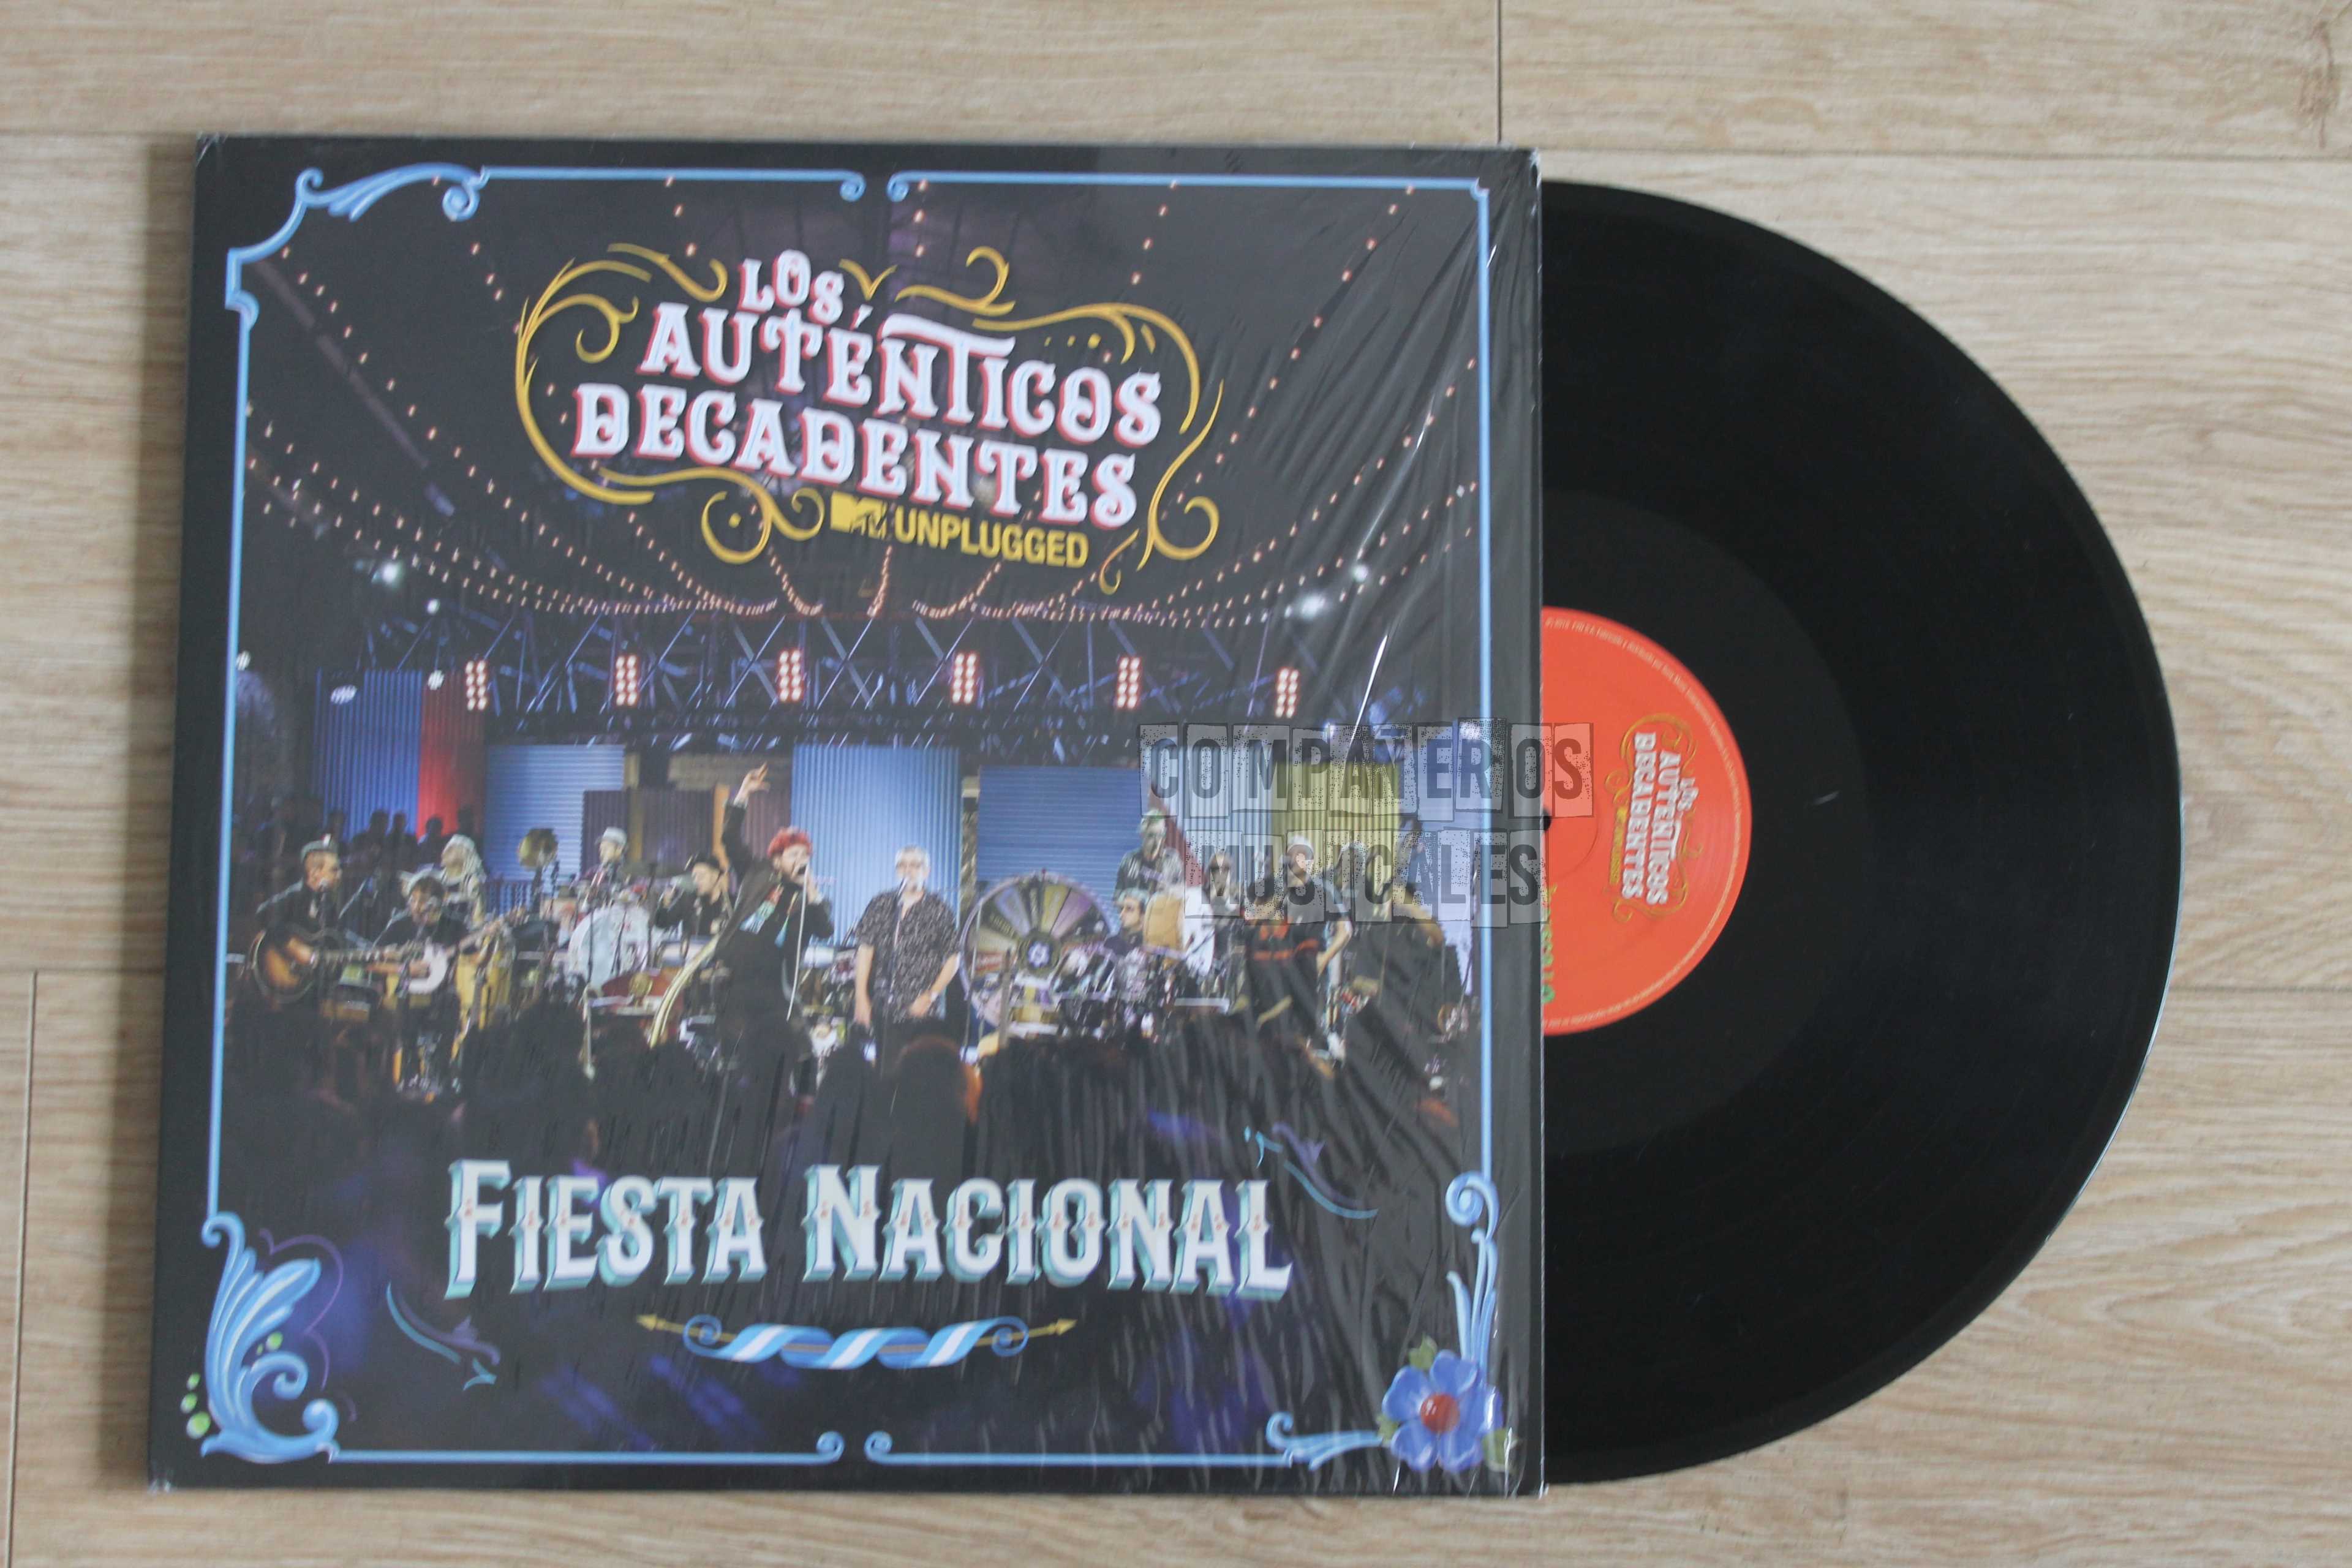 LOS
AUTÉNTICOS
DECADENTES
MTV UNPLUGGED
COMPAÑEROS
MUSICALES
LOS
AUTÉNTICOS
DECADENTES
FIESTA NACIONAL